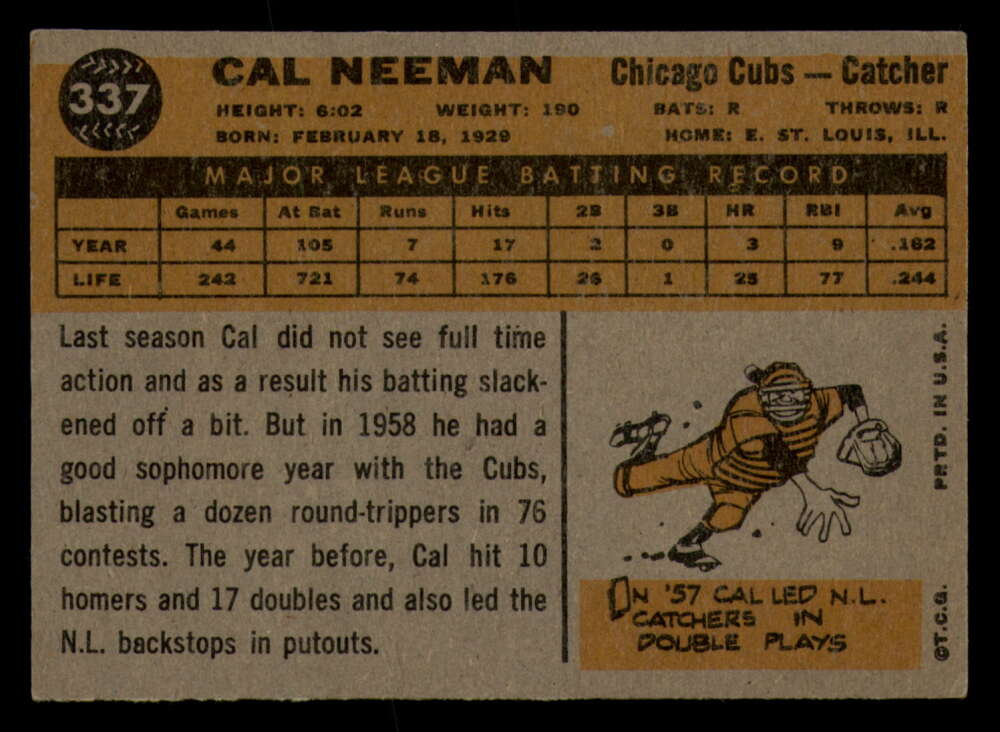 337
CAL NEEMAN Chicago Cubs — Catcher
HEIGHT: 6:02 WEIGHT: 190 BATS: R THROWS: R
BORN: FEBRUARY 18, 1929 HOME: E. ST. LOUIS, ILL.
MAJOR LEAGUE BATTING RECORD
Games At Bat Runs Hits 2B 3B HR RBI Avg
YEAR 44 105 7 17 2 0 3 9 .162
LIFE 242 721 74 176 26 1 25 77 .244
Last season Cal did not see full time
action and as a result his batting slack-
ened off a bit. But in 1958 he had a
good sophomore year with the Cubs,
blasting a dozen round-trippers in 76
contests. The year before, Cal hit 10
homers and 17 doubles and also led the
N.L. backstops in putouts.
IN '57 CAL LED N.L.
CATCHERS IN
DOUBLE PLAYS
©T.C.G. PRTD. IN U.S.A.